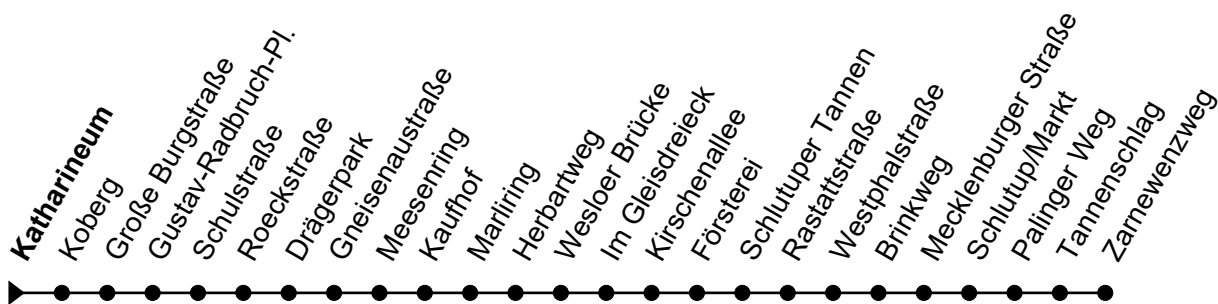 Katharineum
Koberg
Große Burgstraße
Gustav-Radbruch-Pl.
Schulstraße
Roeckstraße
Drägerpark
Gneisenaustraße
Meesenring
Kaufhof
Marliring
Herbartweg
Wesloer Brücke
Im Gleisdreieck
Kirschenallee
Försterei
Schlutuper Tannen
Rastattstraße
Westphalstraße
Brinkweg
Mecklenburger Straße
Schlutup/Markt
Palinger Weg
Tannenschlag
Zarnewenzweg